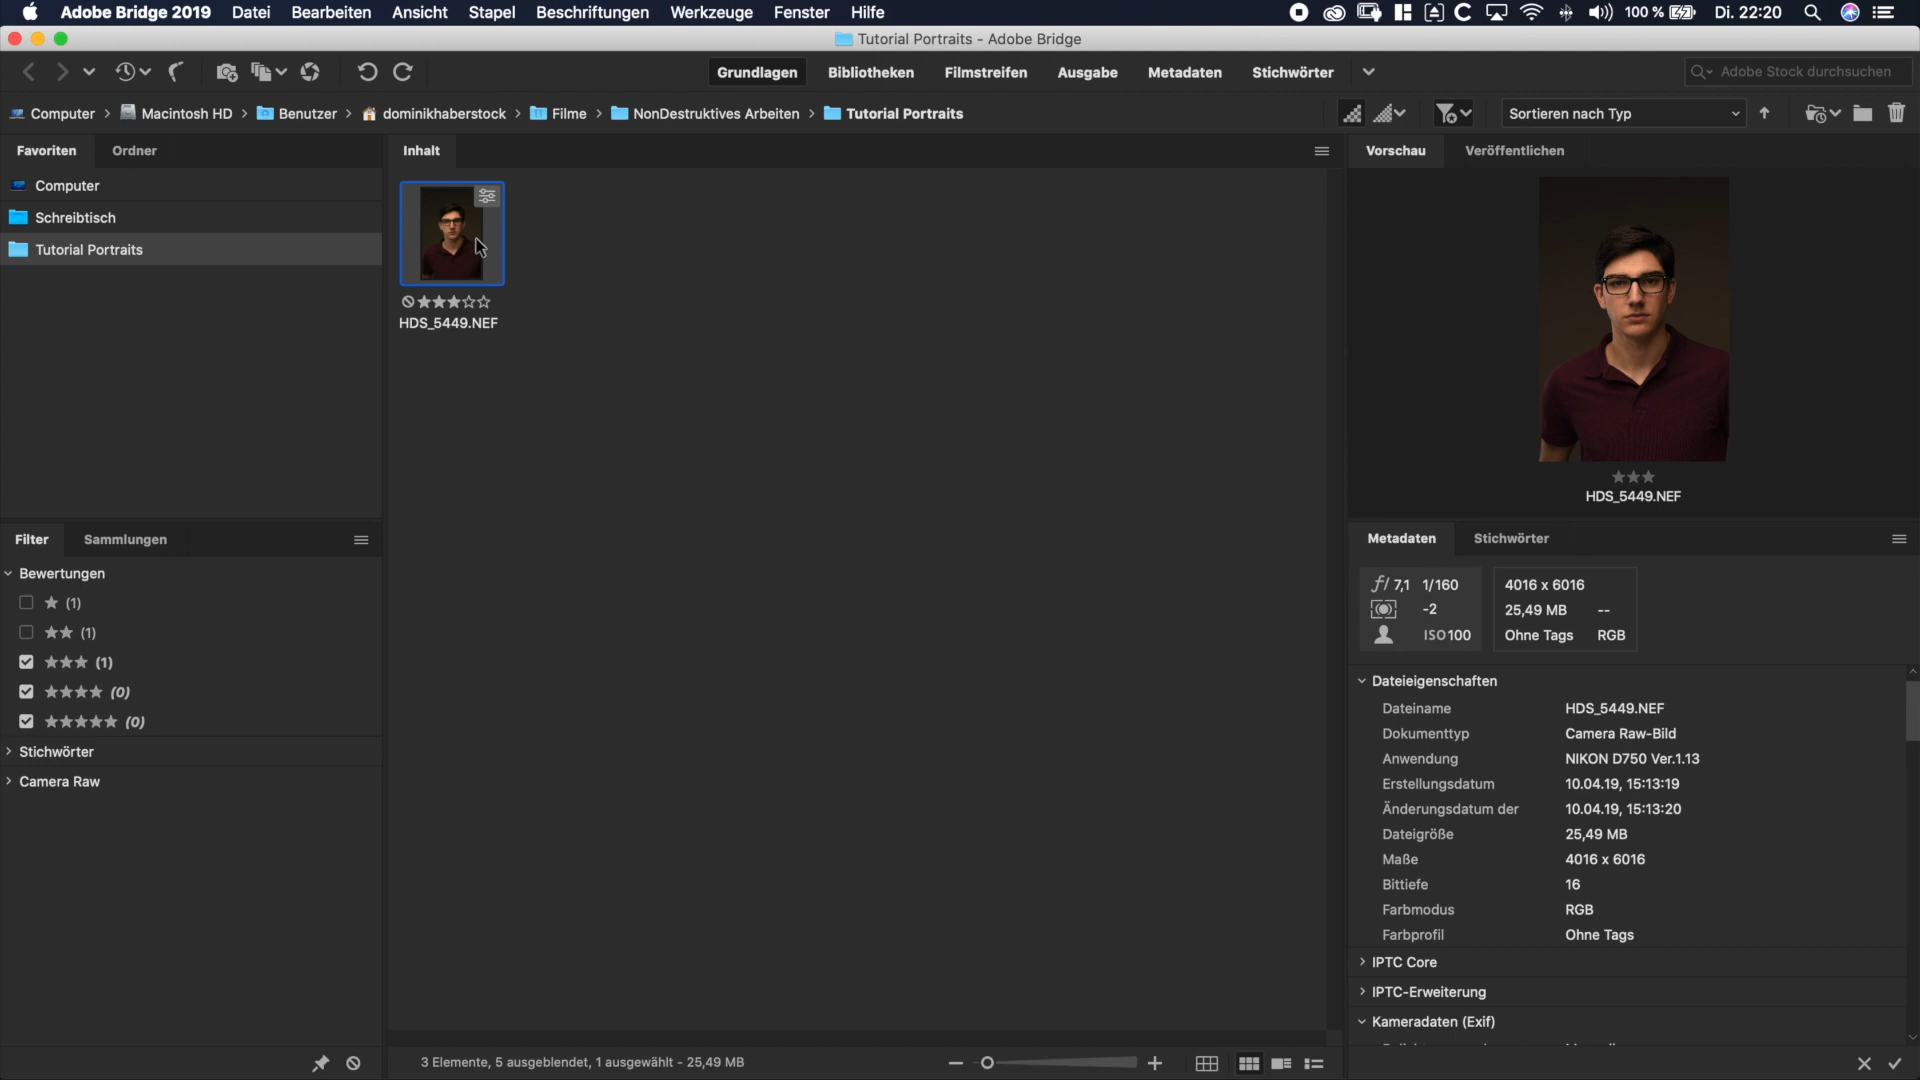 Adobe Bridge 2019 Datei Bearbeiten Ansicht Stapel Beschriftungen Werkzeuge Fenster Hilfe 100 % Di. 22:20
Tutorial Portraits - Adobe Bridge
Grundlagen Bibliotheken Filmstreifen Ausgabe Metadaten Stichwörter Adobe Stock durchsuchen
Computer Macintosh HD Benutzer dominikhaberstock Filme NonDestruktives Arbeiten Tutorial Portraits Sortieren nach Typ
Favoriten Ordner Inhalt Vorschau Veröffentlichen
Computer
Schreibtisch
Tutorial Portraits
HDS_5449.NEF
HDS_5449.NEF
Filter Sammlungen
Bewertungen
★ (1)
★★ (1)
★★★ (1)
★★★★ (0)
★★★★★ (0)
Stichwörter
Camera Raw
Metadaten Stichwörter
f/ 7,1 1/160 4016 x 6016
-2 25,49 MB --
ISO100 Ohne Tags RGB
Dateieigenschaften
Dateiname HDS_5449.NEF
Dokumenttyp Camera Raw-Bild
Anwendung NIKON D750 Ver.1.13
Erstellungsdatum 10.04.19, 15:13:19
Änderungsdatum der 10.04.19, 15:13:20
Dateigröße 25,49 MB
Maße 4016 x 6016
Bittiefe 16
Farbmodus RGB
Farbprofil Ohne Tags
IPTC Core
IPTC-Erweiterung
Kameradaten (Exif)
3 Elemente, 5 ausgeblendet, 1 ausgewählt - 25,49 MB